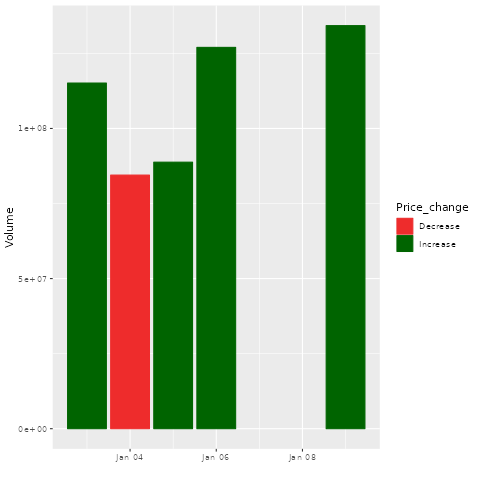 Volume
1e+08
5e+07
0e+00
Jan 04
Jan 06
Jan 08
Price_change
Decrease
Increase